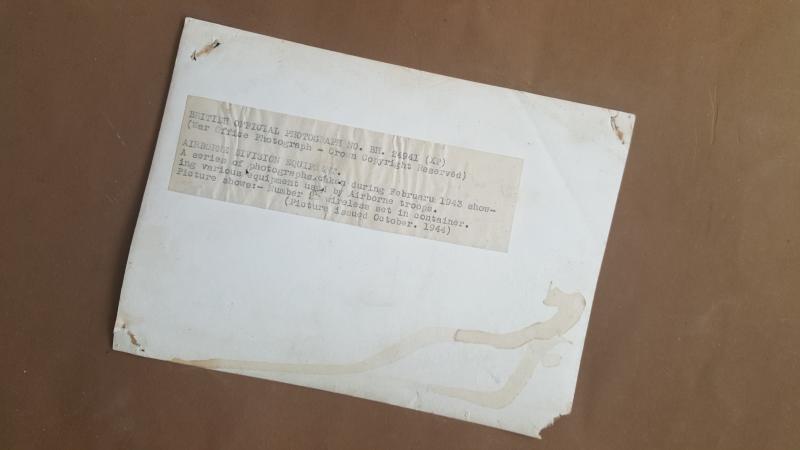 BRITISH OFFICIAL PHOTOGRAPH NO. BH. 24941 (XF)
(War Office Photograph - Crown Copyright Reserved)
AIRBORNE DIVISION EQUIPMENT.
A series of photographs taken during February 1943 show-
ing various equipment used by Airborne troops.
Picture shows:- Number wireless set in container.
(Picture issued October. 1944)